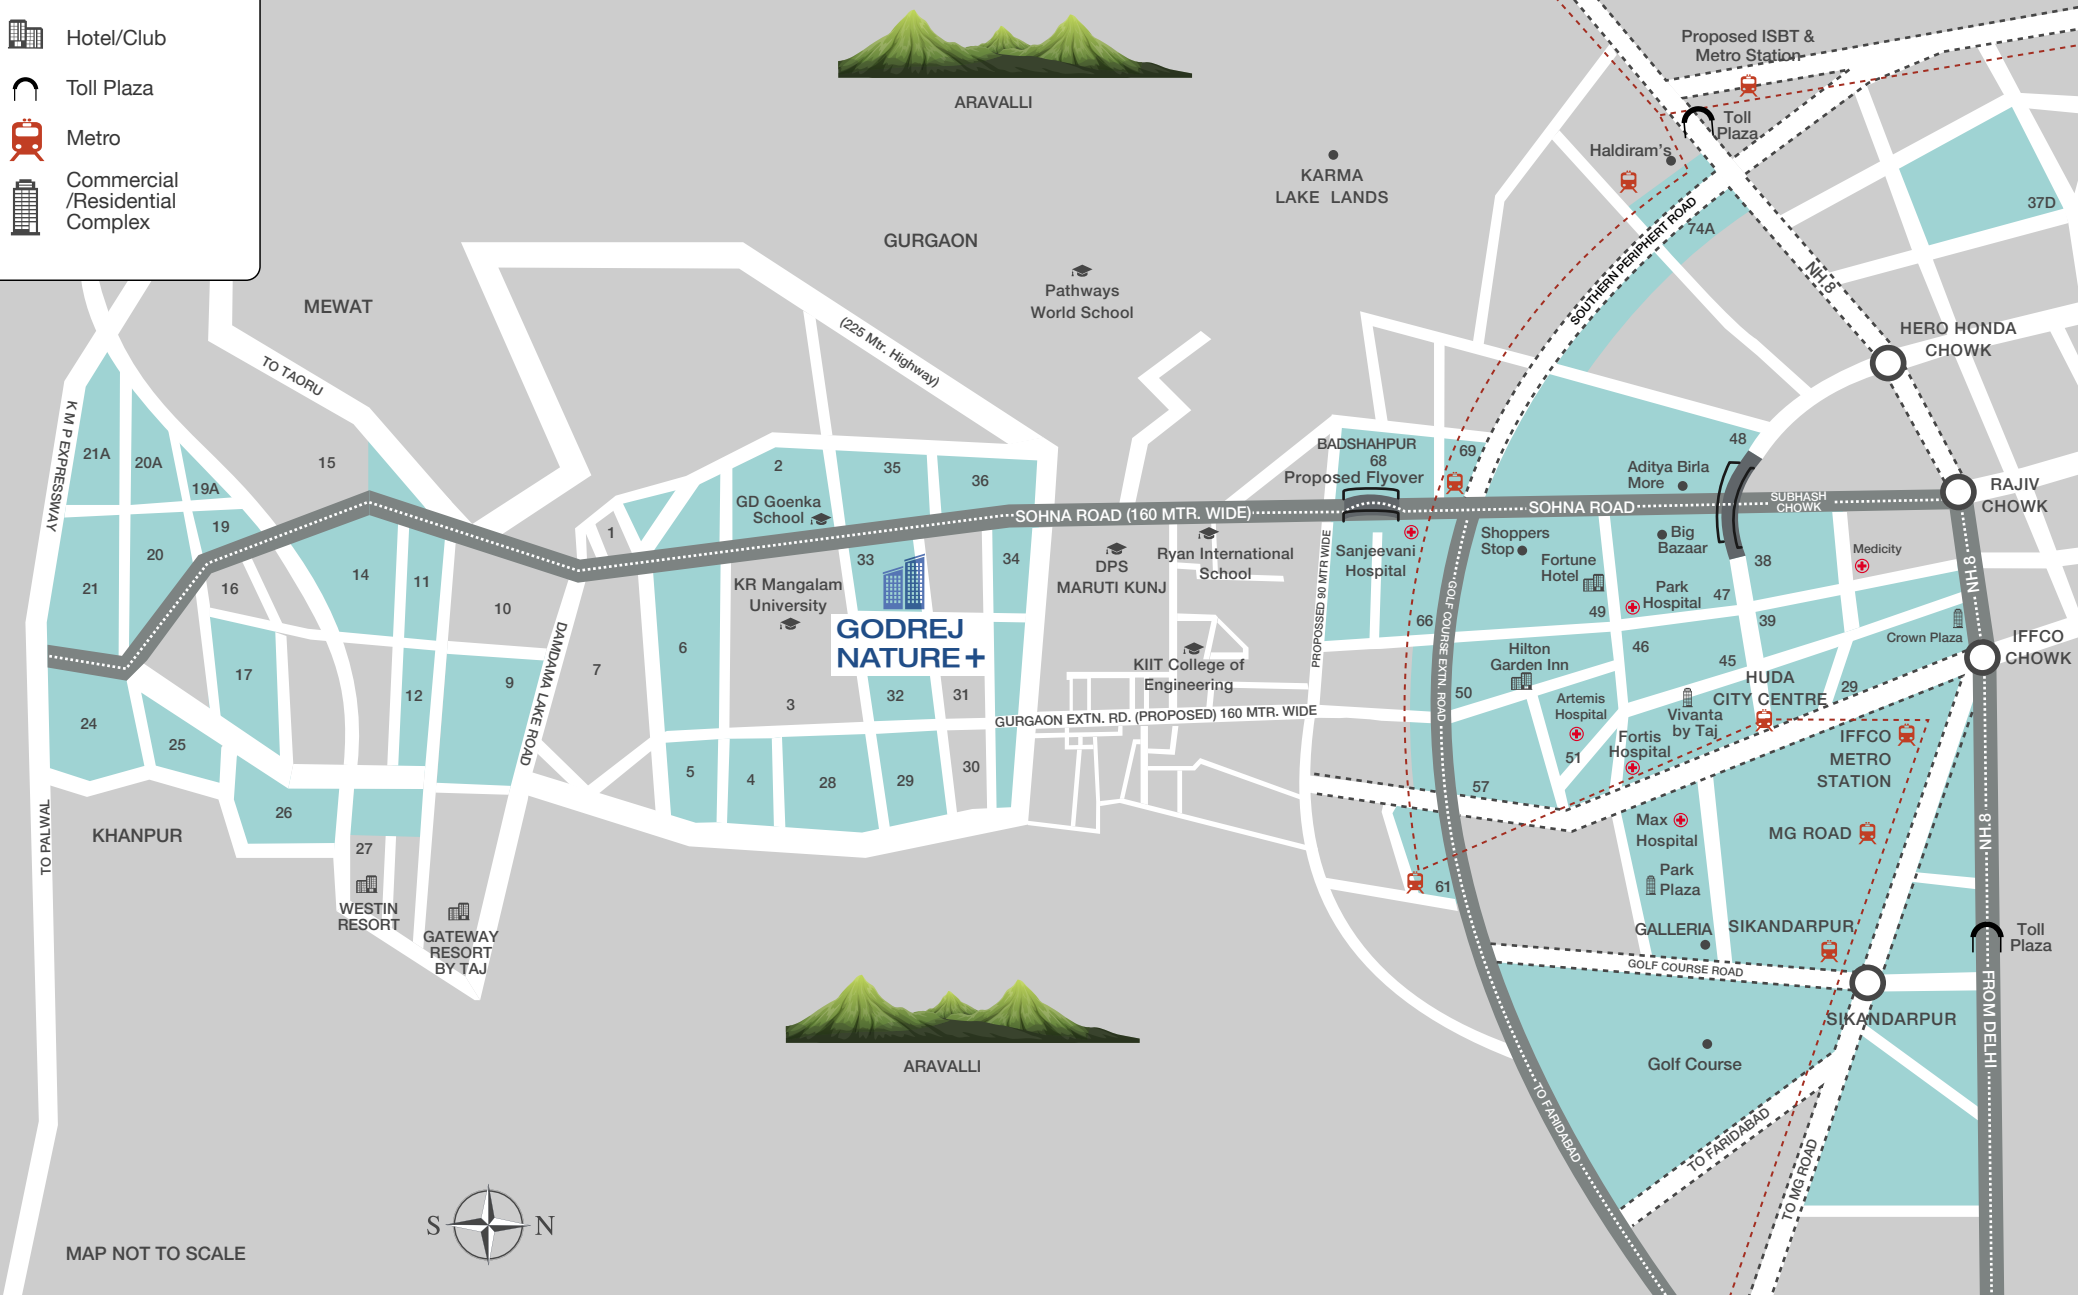 Hotel/Club
Toll Plaza
Metro
Commercial
/Residential
Complex
ARAVALLI
GURGAON
MEWAT
TO TAORU
(225 Mtr. Highway)
Pathways
World School
KARMA
LAKE LANDS
Proposed ISBT &
Metro Station
Toll
Plaza
Haldiram's
74A
37D
SOUTHERN PERIPHERT ROAD
NH.8
HERO HONDA
CHOWK
RAJIV
CHOWK
K M P EXPRESSWAY
21A
20A
19A
15
19
20
21
16
14
11
10
17
12
9
24
25
26
27
7
1
2
35
36
GD Goenka
School
33
34
KR Mangalam
University
GODREJ
NATURE+
6
3
32
31
5
4
28
29
30
DAMDAMA LAKE ROAD
SOHNA ROAD (160 MTR. WIDE)
GURGAON EXTN. RD. (PROPOSED) 160 MTR. WIDE
DPS
MARUTI KUNJ
Ryan International
School
KIIT College of
Engineering
PROPOSSED 90 MTR WIDE
BADSHAHPUR
68
Proposed Flyover
69
Sanjeevani
Hospital
66
GOLF COURSE EXTN. ROAD
SOHNA ROAD
48
Aditya Birla
More
SUBHASH
CHOWK
Shoppers
Stop
Big
Bazaar
Fortune
Hotel
38
Medicity
NH.8
49
Park
Hospital
47
39
46
45
Crown Plaza
IFFCO
CHOWK
Hilton
Garden Inn
50
HUDA
CITY CENTRE
29
Artemis
Hospital
Vivanta
by Taj
51
Fortis
Hospital
IFFCO
METRO
STATION
57
Max
Hospital
MG ROAD
NH.8
Park
Plaza
61
GALLERIA
SIKANDARPUR
Toll
Plaza
GOLF COURSE ROAD
SIKANDARPUR
FROM DELHI
Golf Course
TO FARIDABAD
TO FARIDABAD
TO MG ROAD
KHANPUR
TO PALWAL
WESTIN
RESORT
GATEWAY
RESORT
BY TAJ
ARAVALLI
S
N
MAP NOT TO SCALE